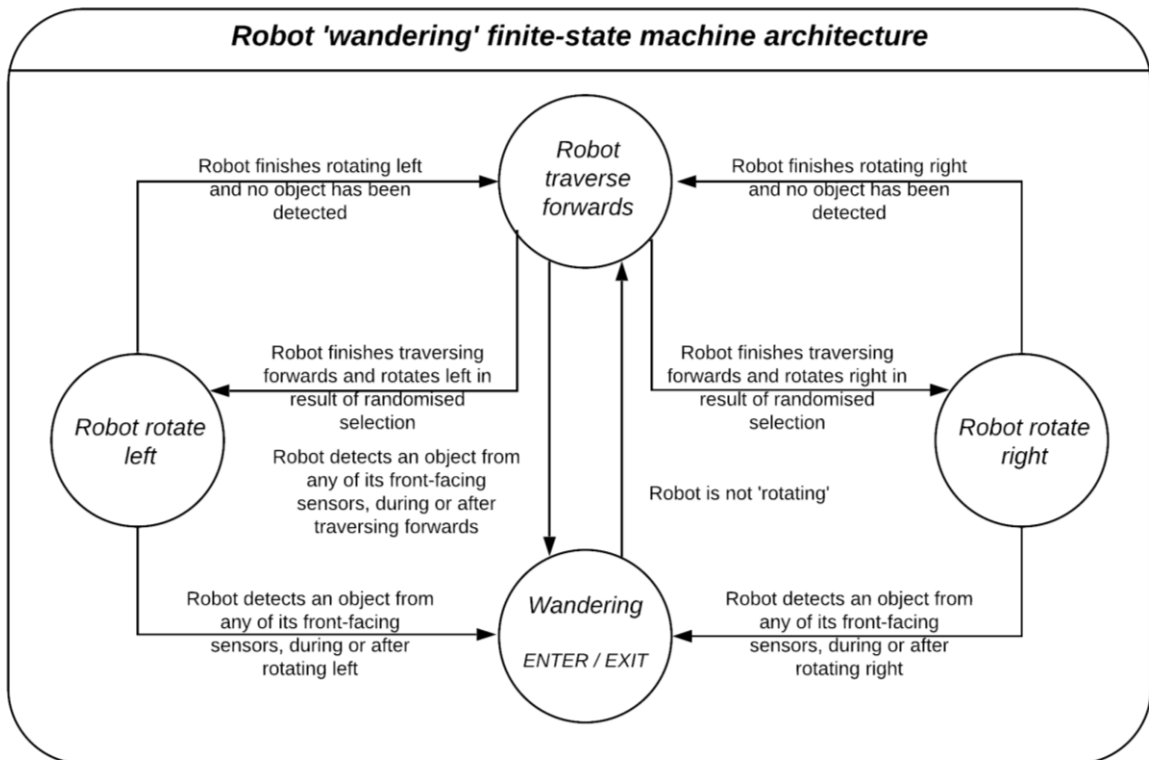 Robot 'wandering' finite-state machine architecture
Robot
traverse
forwards
Robot finishes rotating left
and no object has been
detected
Robot finishes rotating right
and no object has been
detected
Robot finishes traversing
forwards and rotates left in
result of randomised
selection
Robot finishes traversing
forwards and rotates right in
result of randomised
selection
Robot rotate
left
Robot rotate
right
Robot detects an object from
any of its front-facing
sensors, during or after
traversing forwards
Robot is not 'rotating'
Robot detects an object from
any of its front-facing
sensors, during or after
rotating left
Wandering
ENTER / EXIT
Robot detects an object from
any of its front-facing
sensors, during or after
rotating right